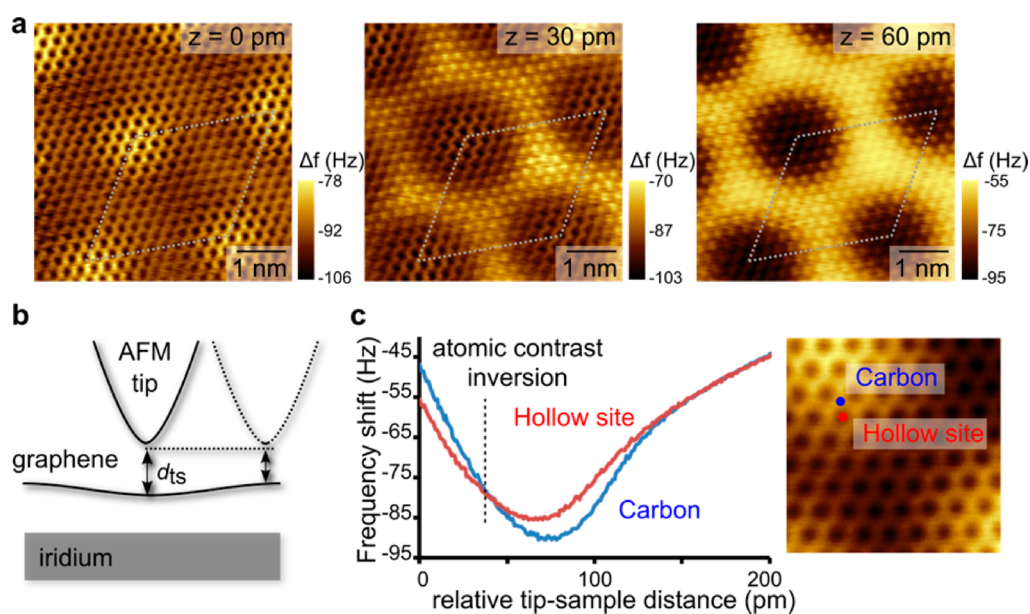 a
z = 0 pm
Δf (Hz)
-78
-92
-106
1 nm
z = 30 pm
Δf (Hz)
-70
-87
-103
1 nm
z = 60 pm
Δf (Hz)
-55
-75
-95
1 nm
b
AFM
tip
graphene
dts
iridium
c
Frequency shift (Hz)
-45
-55
-65
-75
-85
-95
atomic contrast
inversion
Hollow site
Carbon
0
100
200
relative tip-sample distance (pm)
Carbon
Hollow site